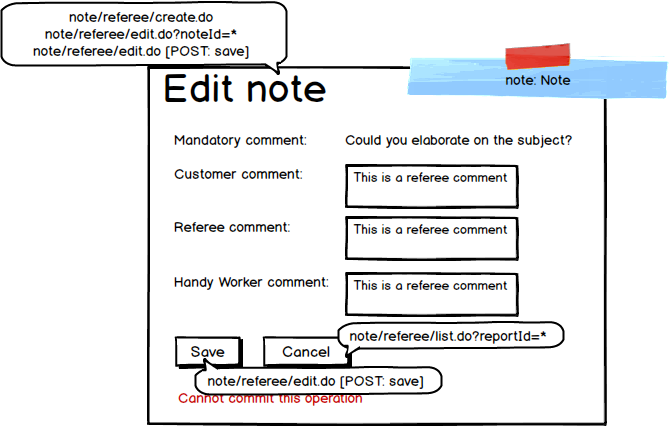 note/referee/create.do
note/referee/edit.do?noteId=*
note/referee/edit.do [POST: save]
note: Note
Edit note
Mandatory comment: Could you elaborate on the subject?
Customer comment: This is a referee comment
Referee comment: This is a referee comment
Handy Worker comment: This is a referee comment
note/referee/list.do?reportId=*
Save Cancel
note/referee/edit.do [POST: save]
Cannot commit this operation